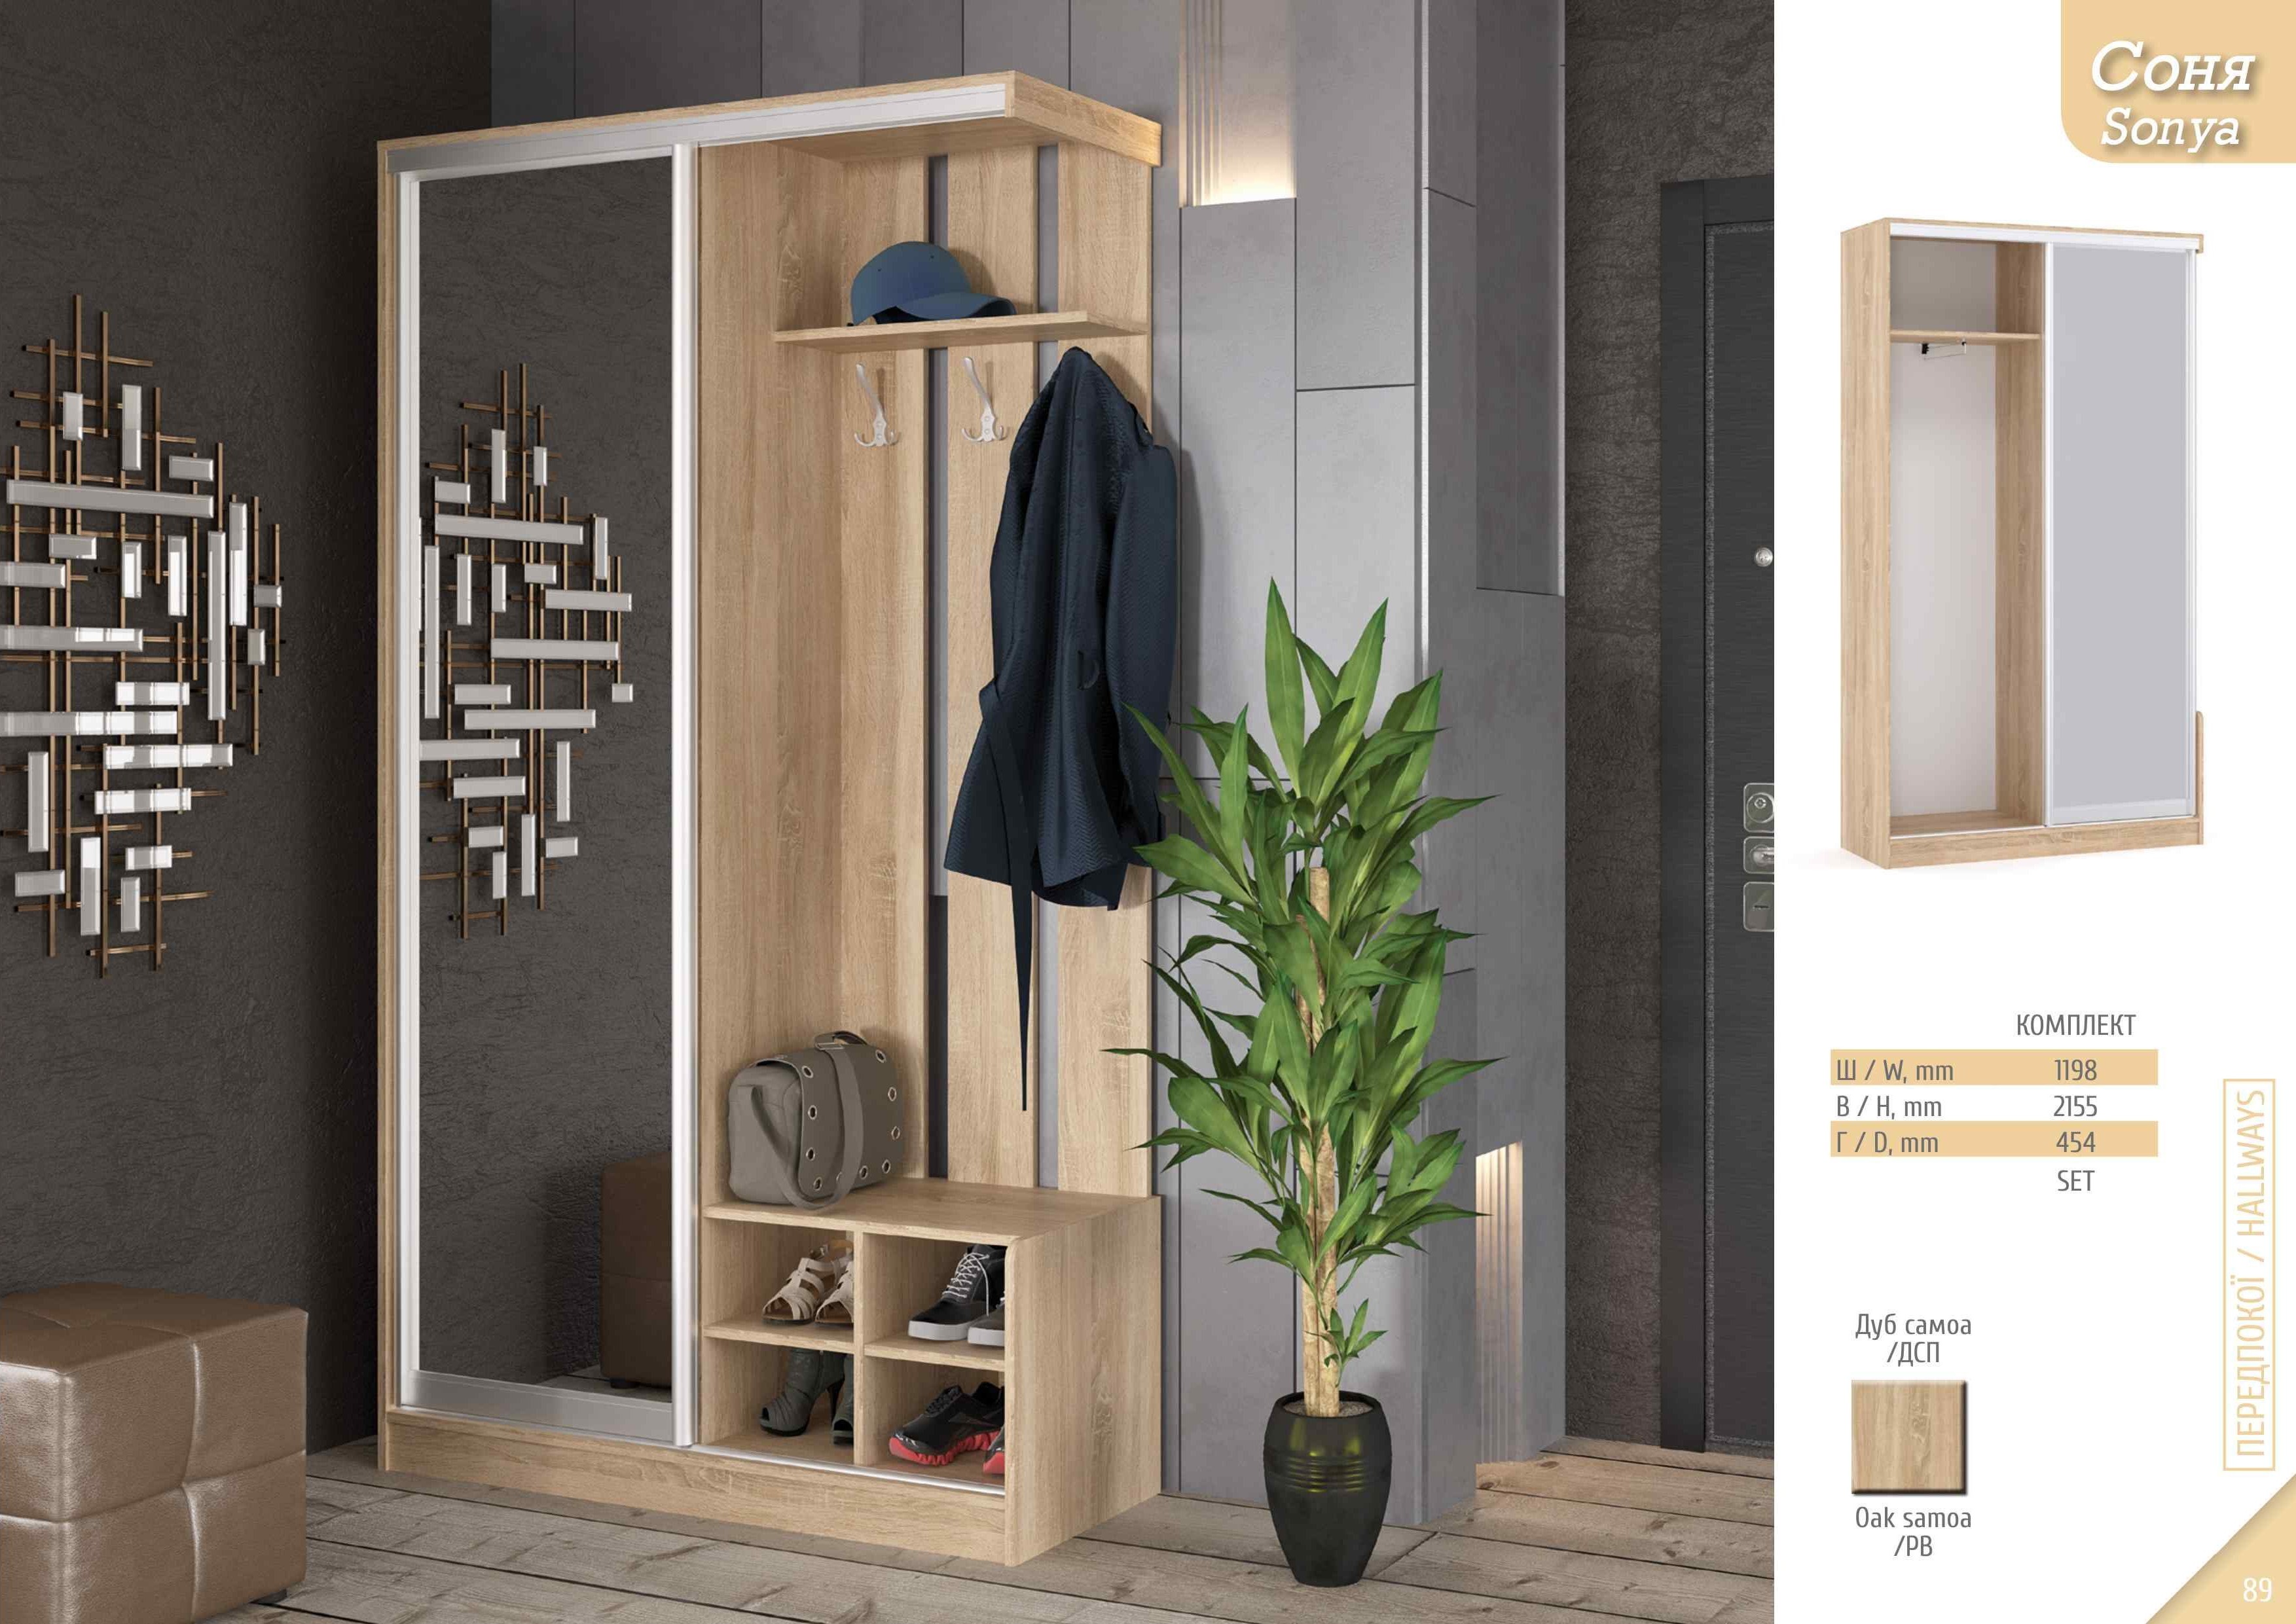 Соня
Sonya
КОМПЛЕКТ
Ш / W, mm 1198
В / H, mm 2155
Г / D, mm 454
SET
Дуб самоа
/ДСП
Oak samoa
/PB
ПЕРЕДПОКОЇ / HALLWAYS
89